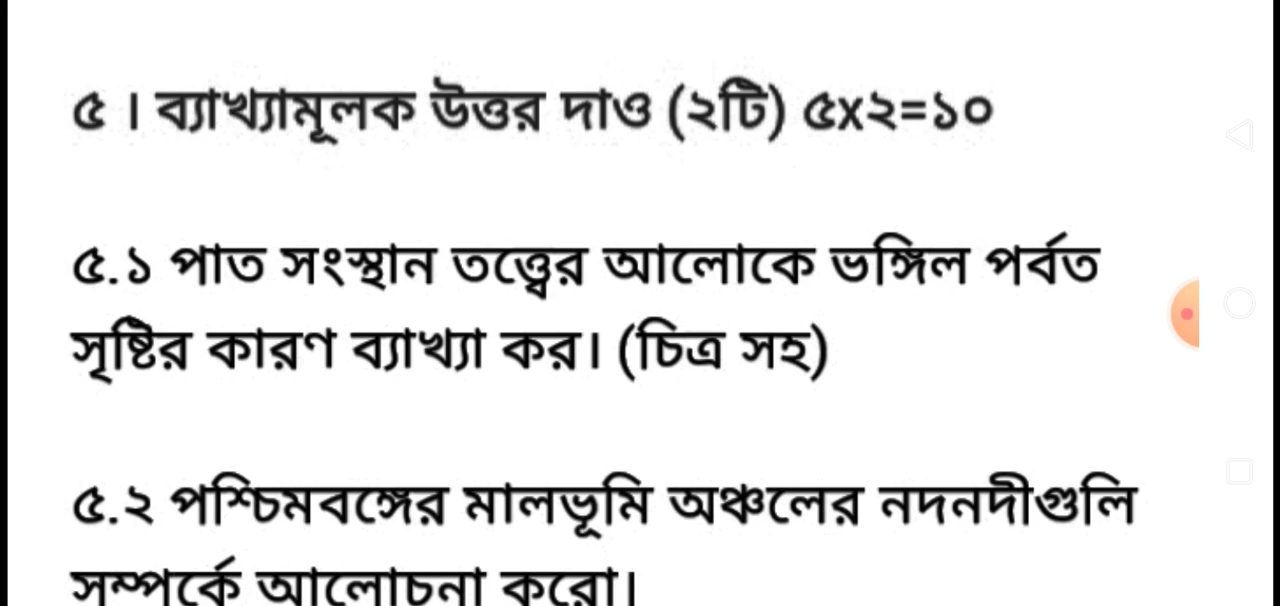 ৫ । ব্যাখ্যামূলক উত্তর দাও (২টি) ৫x২=১০
৫.১ পাত সংস্থান তত্ত্বের আলোকে ভঙ্গিল পর্বত
সৃষ্টির কারণ ব্যাখ্যা কর। (চিত্র সহ)
৫.২ পশ্চিমবঙ্গের মালভূমি অঞ্চলের নদনদীগুলি
সম্পর্কে আলোচনা করো।